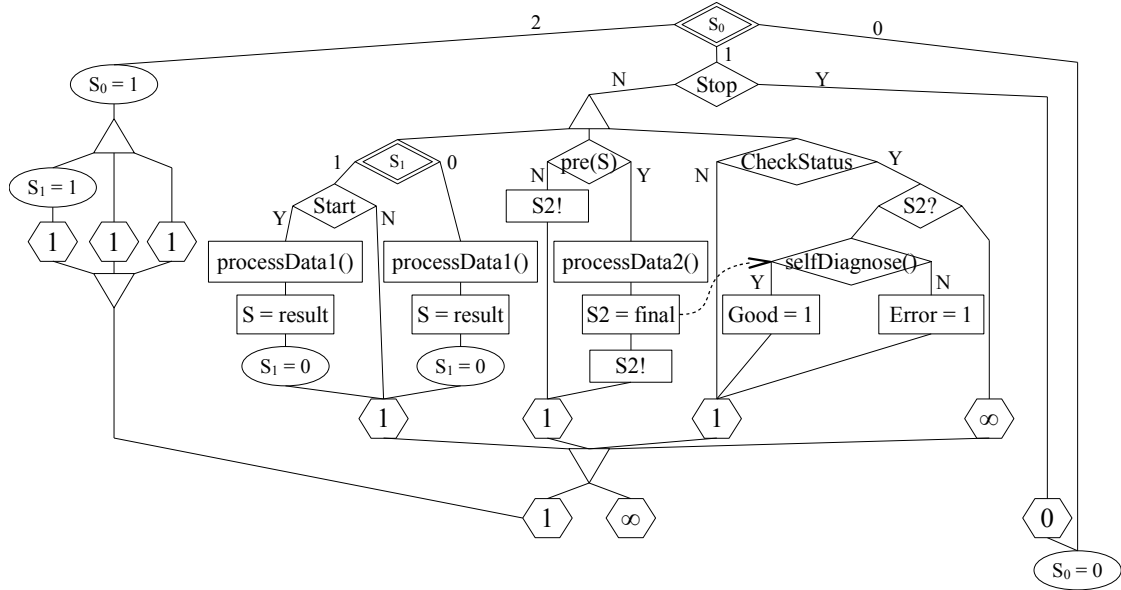 S₀
2
0
1
S₀ = 1
N
Stop
Y
1
S₁
0
pre(S)
CheckStatus
N
Y
N
Y
S₁ = 1
Y
Start
N
S2!
S2?
1
1
1
processData1()
processData1()
processData2()
selfDiagnose()
Y
N
S = result
S = result
S2 = final
Good = 1
Error = 1
S₁ = 0
S₁ = 0
S2!
1
1
1
∞
1
∞
0
S₀ = 0